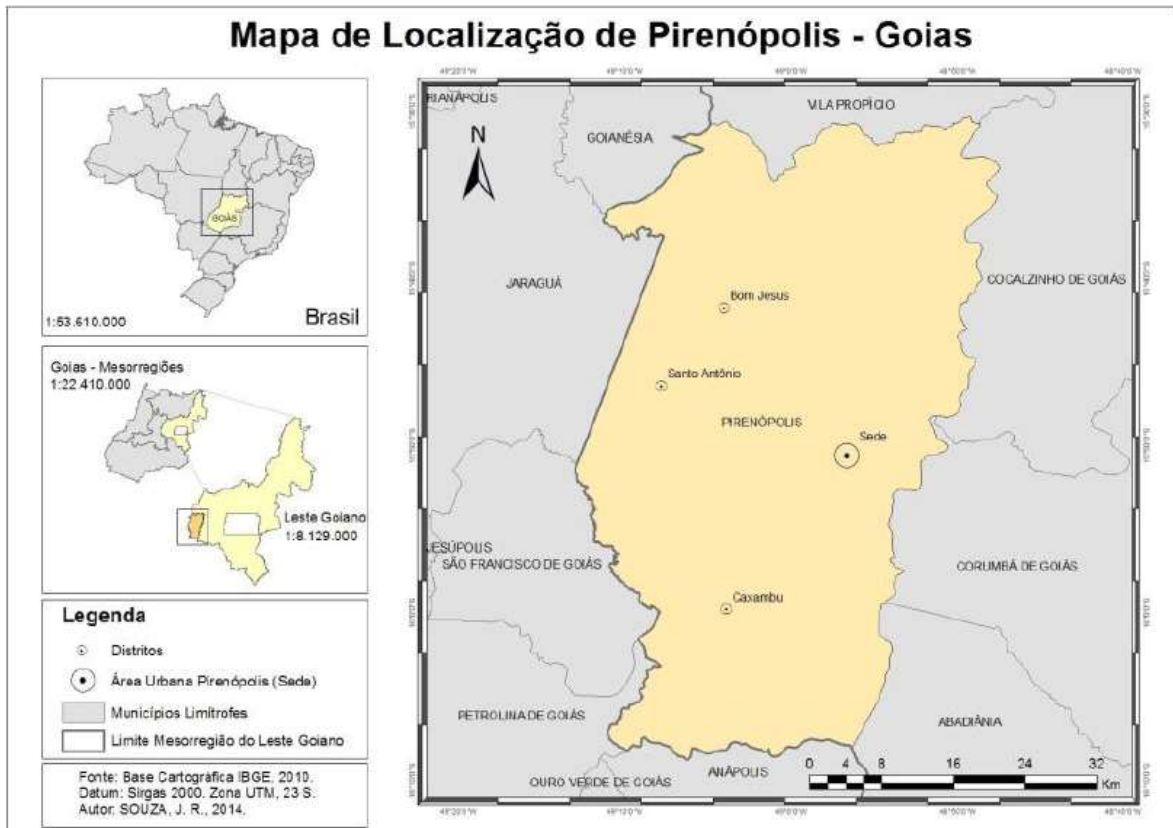 Mapa de Localização de Pirenópolis - Goias
GOIÁS
1:53.610.000
Brasil
Goias - Mesorregiões
1:22.410.000
Leste Goiano
1:8.129.000
Legenda
Distritos
Área Urbana Pirenópolis (Sede)
Municípios Limítrofes
Limite Mesorregião do Leste Goiano
Fonte: Base Cartográfica IBGE, 2010.
Datum: Sirgas 2000. Zona UTM, 23 S.
Autor: SOUZA, J. R., 2014.
N
RIANÁPOLIS
GOIANÉSIA
VILA PROPÍCIO
JARAGUÁ
COCALZINHO DE GOIÁS
Bom Jesus
Santo Antônio
PIRENÓPOLIS
Sede
ESÚPOLIS
SÃO FRANCISCO DE GOIÁS
CORUMBÁ DE GOIÁS
Caxambu
PETROLINA DE GOIÁS
ABADIÂNIA
OURO VERDE DE GOIÁS
ANÁPOLIS
0 4 8 16 24 32
Km